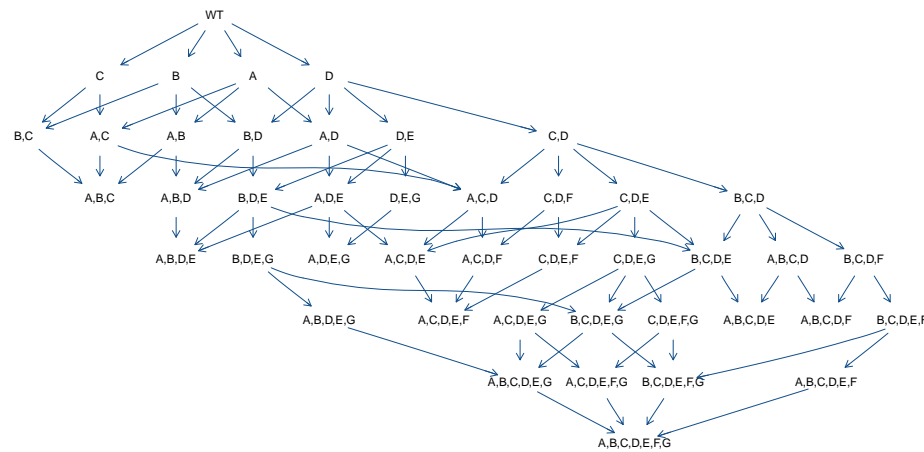 WT
C B A D
B,C A,C A,B B,D A,D D,E C,D
A,B,C A,B,D B,D,E A,D,E D,E,G A,C,D C,D,F C,D,E B,C,D
A,B,D,E B,D,E,G A,D,E,G A,C,D,E A,C,D,F C,D,E,F C,D,E,G B,C,D,E A,B,C,D B,C,D,F
A,B,D,E,G A,C,D,E,F A,C,D,E,G B,C,D,E,G C,D,E,F,G A,B,C,D,E A,B,C,D,F B,C,D,E,F
A,B,C,D,E,G A,C,D,E,F,G B,C,D,E,F,G A,B,C,D,E,F
A,B,C,D,E,F,G